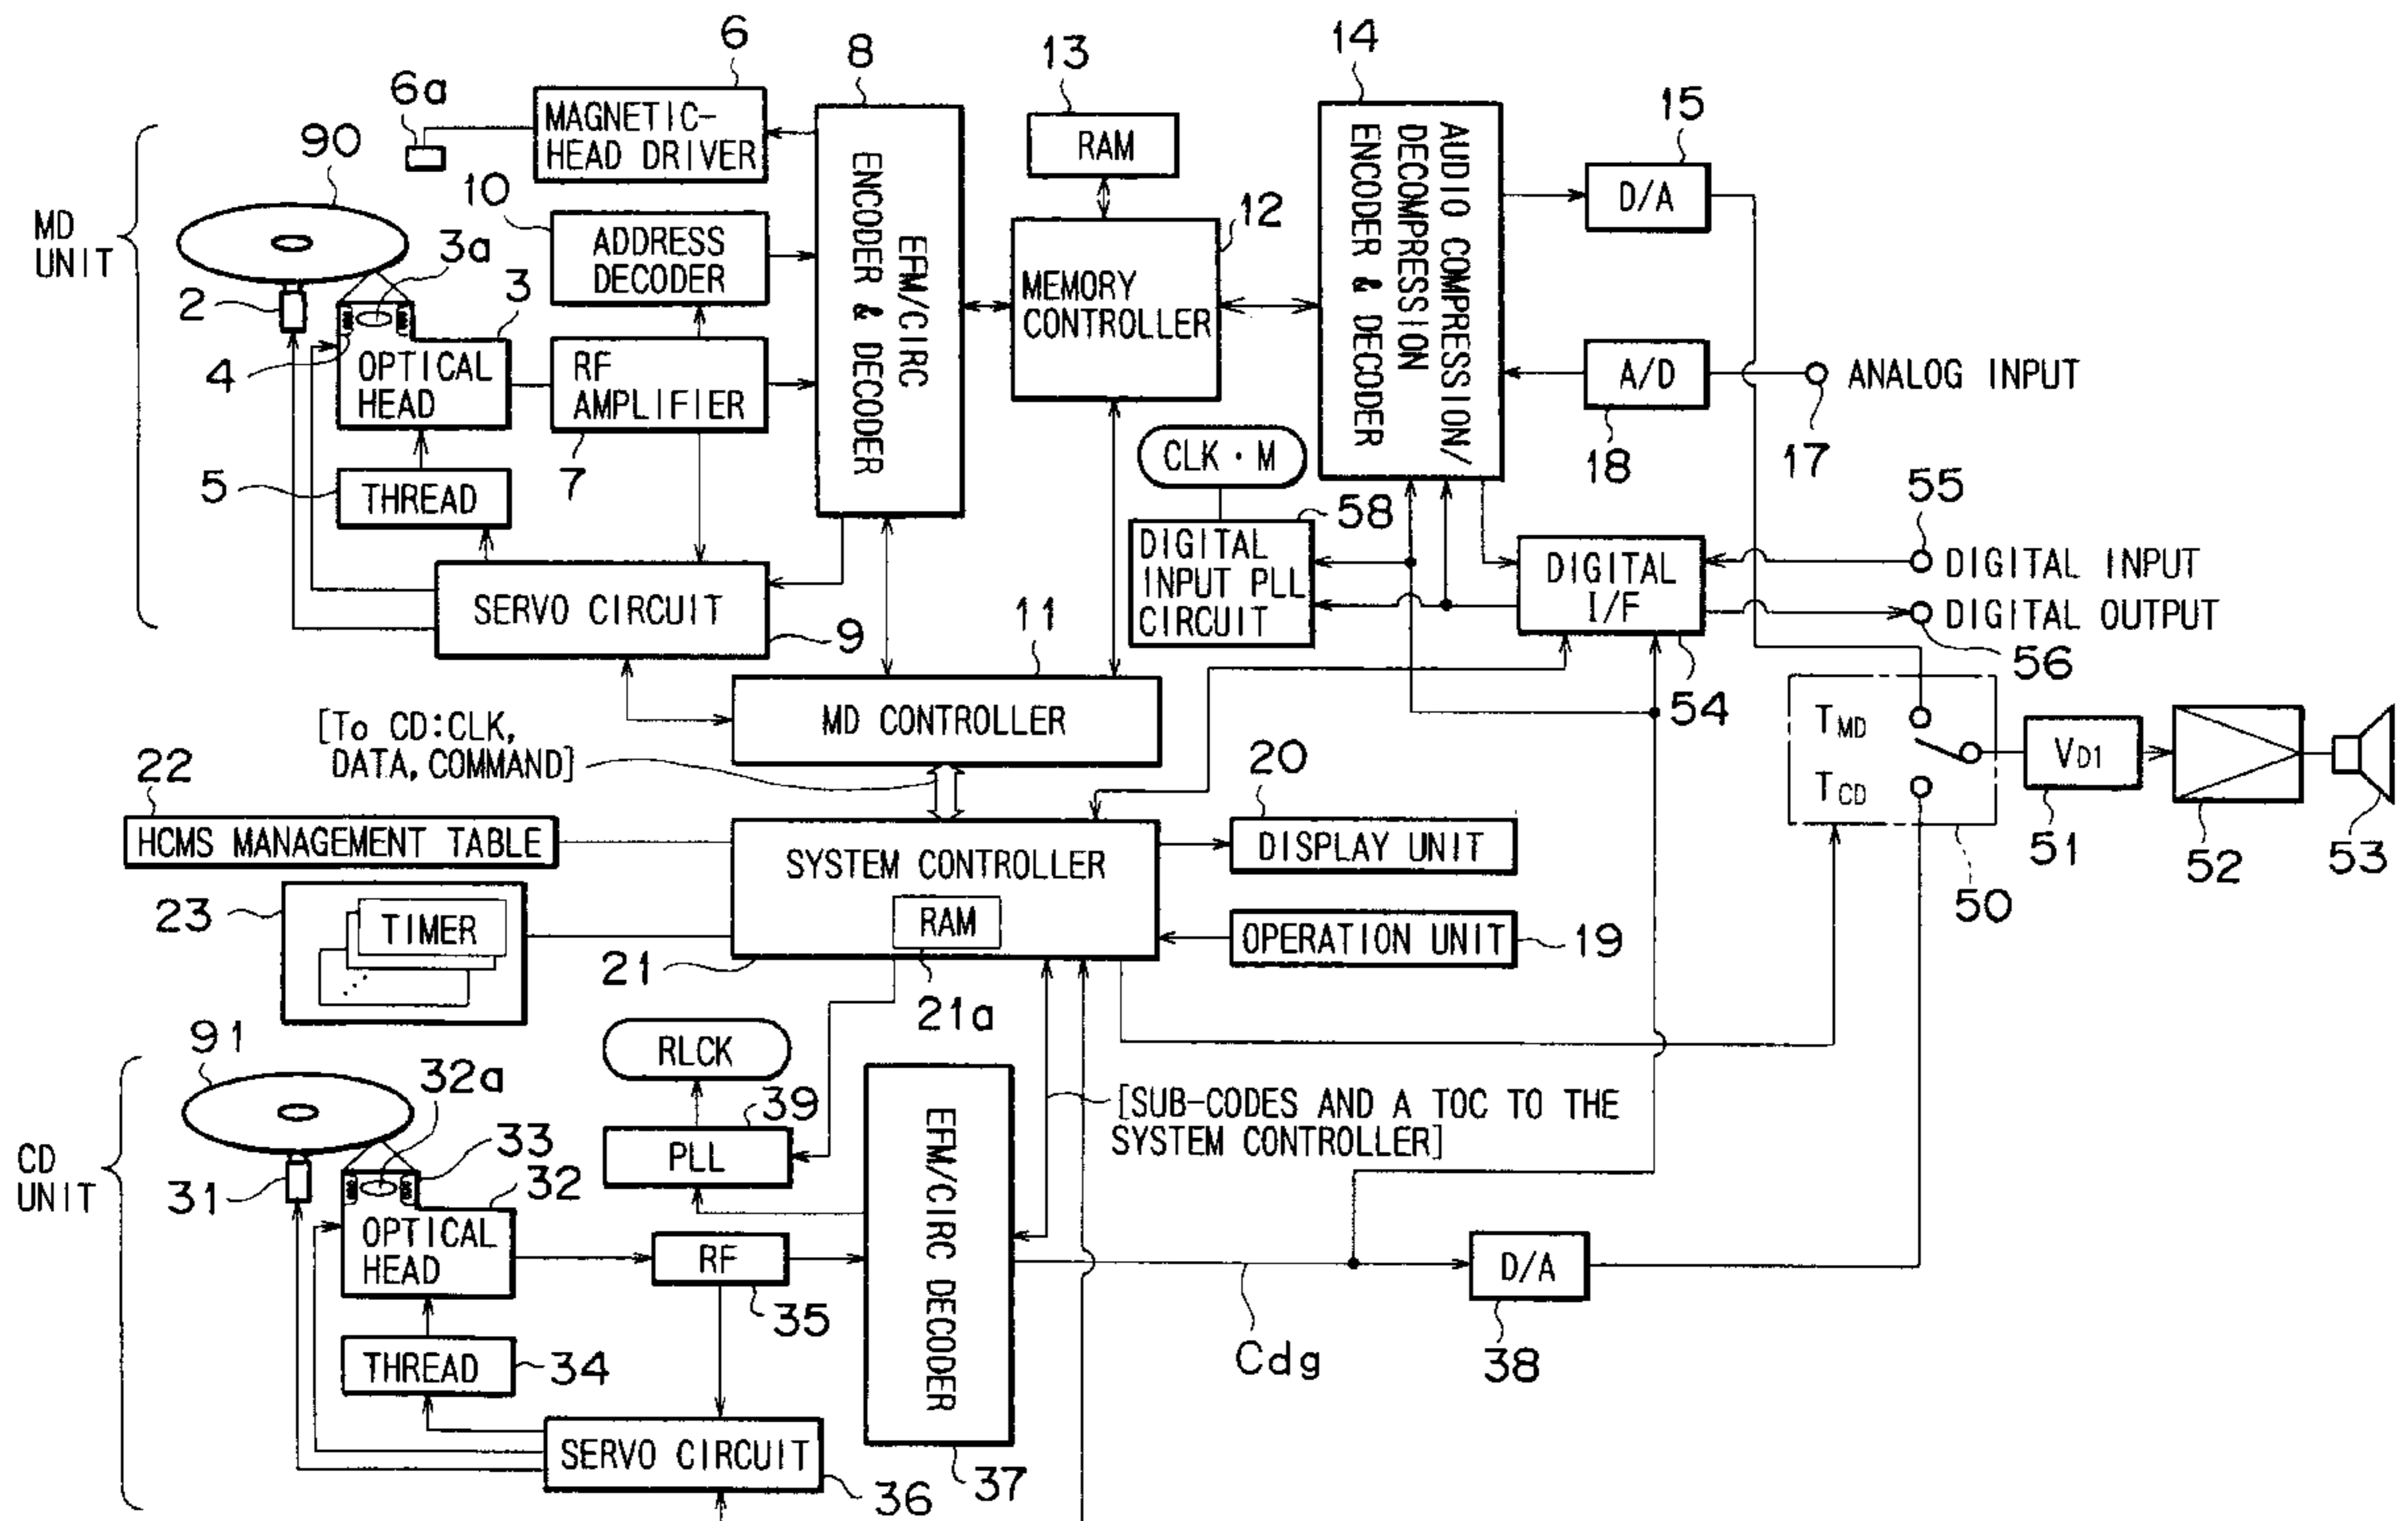 6
8
13
14
6a
MAGNETIC-
HEAD DRIVER
15
90
RAM
AUDIO COMPRESSION/
DECOMPRESSION
ENCODER & DECODER
D/A
10
12
MD
UNIT
3a
ADDRESS
DECODER
EFM/CIRC
ENCODER & DECODER
MEMORY
CONTROLLER
2
3
4
OPTICAL
HEAD
RF
AMPLIFIER
A/D
ANALOG INPUT
7
CLK・M
18
17
5
THREAD
58
55
DIGITAL
INPUT PLL
CIRCUIT
DIGITAL
I/F
DIGITAL INPUT
SERVO CIRCUIT
9
11
DIGITAL OUTPUT
56
54
[To CD:CLK,
DATA,COMMAND]
MD CONTROLLER
TMD
22
20
VD1
TCD
HCMS MANAGEMENT TABLE
SYSTEM CONTROLLER
DISPLAY UNIT
51
52
53
23
TIMER
RAM
50
OPERATION UNIT
19
21
21a
91
RLCK
32a
39
[SUB-CODES AND A TOC TO THE
SYSTEM CONTROLLER]
CD
UNIT
33
PLL
31
32
EFM/CIRC DECODER
OPTICAL
HEAD
RF
D/A
35
THREAD
34
Cdg
38
SERVO CIRCUIT
36
37